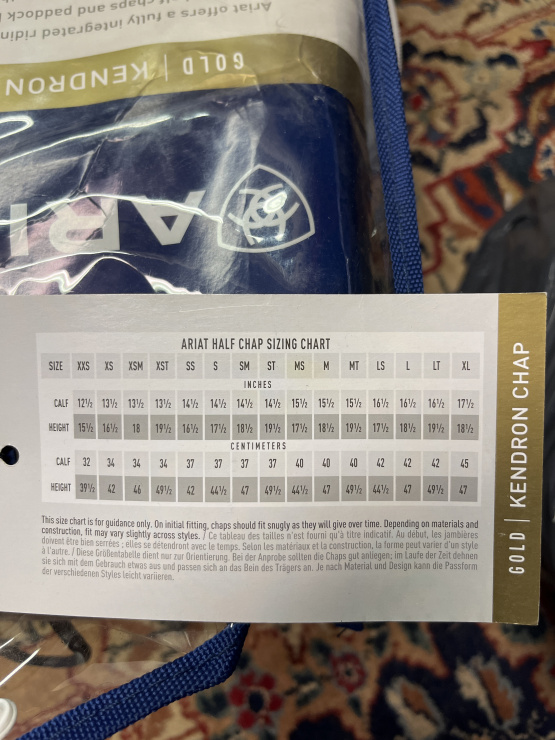 Ariat offers a fully integrated ridin
chaps and paddock
GOLD | KENDRON
ARI
ARIAT HALF CHAP SIZING CHART
SIZE XXS XS XSM XST SS S SM ST MS M MT LS L LT XL
INCHES
CALF 12½ 13½ 13½ 13½ 14½ 14½ 14½ 14½ 15½ 15½ 15½ 16½ 16½ 16½ 17½
HEIGHT 15½ 16½ 18 19½ 16½ 17½ 18½ 19½ 17½ 18½ 19½ 17½ 18½ 19½ 18½
CENTIMETERS
CALF 32 34 34 34 37 37 37 37 40 40 40 42 42 42 45
HEIGHT 39½ 42 46 49½ 42 44½ 47 49½ 44½ 47 49½ 44½ 47 49½ 47
This size chart is for guidance only. On initial fitting, chaps should fit snugly as they will give over time. Depending on materials and
construction, fit may vary slightly across styles. / Ce tableau des tailles n'est fourni qu'à titre indicatif. Au début, les jambières
doivent être bien serrées ; elles se détendront avec le temps. Selon les matériaux et la construction, la forme peut varier d'un style
à l'autre. / Diese Größentabelle dient nur zur Orientierung. Bei der Anprobe sollten die Chaps gut anliegen; im Laufe der Zeit dehnen
sie sich mit dem Gebrauch etwas aus und passen sich an das Bein des Trägers an. Je nach Material und Design kann die Passform
der verschiedenen Styles leicht variieren.
GOLD | KENDRON CHAP